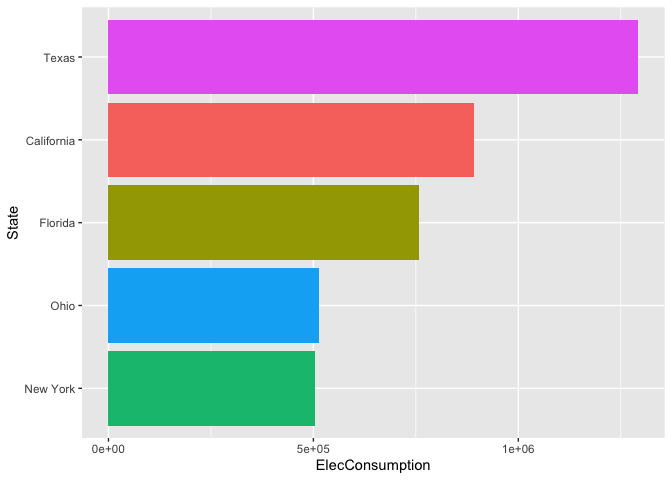 Texas
California
Florida
Ohio
New York
State
0e+00 5e+05 1e+06
ElecConsumption